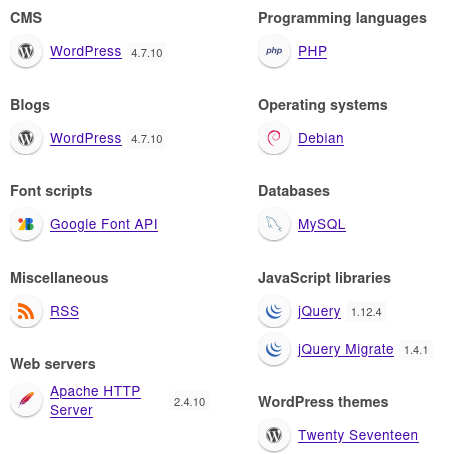 CMS
WordPress 4.7.10
Blogs
WordPress 4.7.10
Font scripts
Google Font API
Miscellaneous
RSS
Web servers
Apache HTTP
Server 2.4.10
Programming languages
php PHP
Operating systems
Debian
Databases
MySQL
JavaScript libraries
jQuery 1.12.4
jQuery Migrate 1.4.1
WordPress themes
Twenty Seventeen